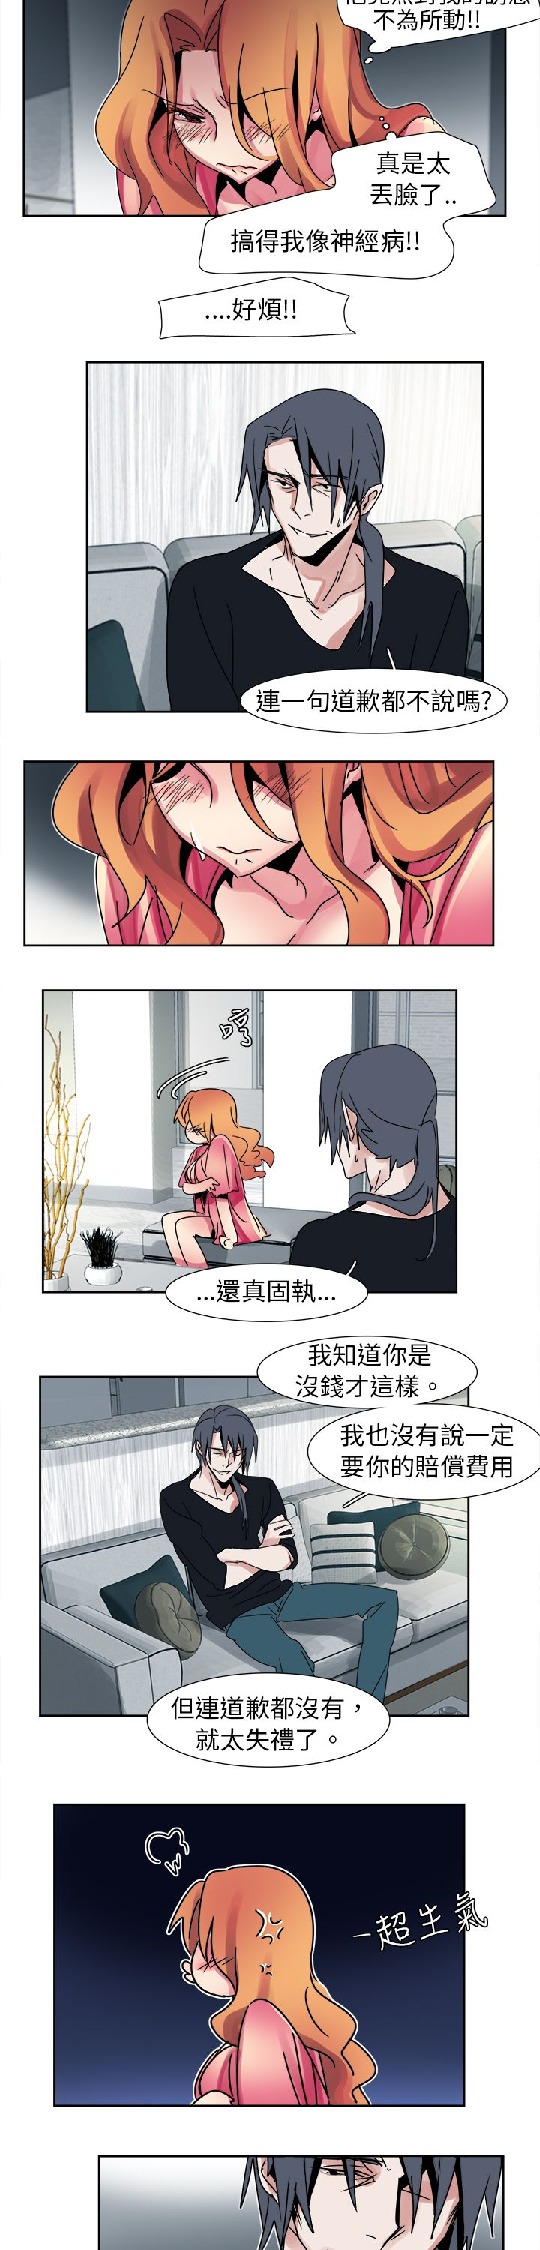 不為所動!!
真是太
丟臉了..
搞得我像神經病!!
....好煩!!
連一句道歉都不說嗎?
哼
...還真固執...
我知道你是
沒錢才這樣。
我也沒有說一定
要你的賠償費用
但連道歉都沒有，
就太失禮了。
-超生氣